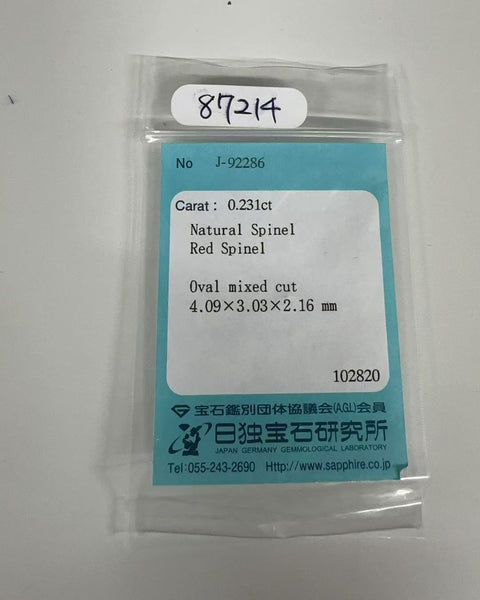 87214
No J-92286
Carat: 0.231ct
Natural Spinel
Red Spinel
Oval mixed cut
4.09×3.03×2.16 mm
102820
宝石鑑別団体協議会(AGL)会員
日独宝石研究所
JAPAN GERMANY GEMMOLOGICAL LABORATORY
Tel:055-243-2690 Http://www.sapphire.co.jp